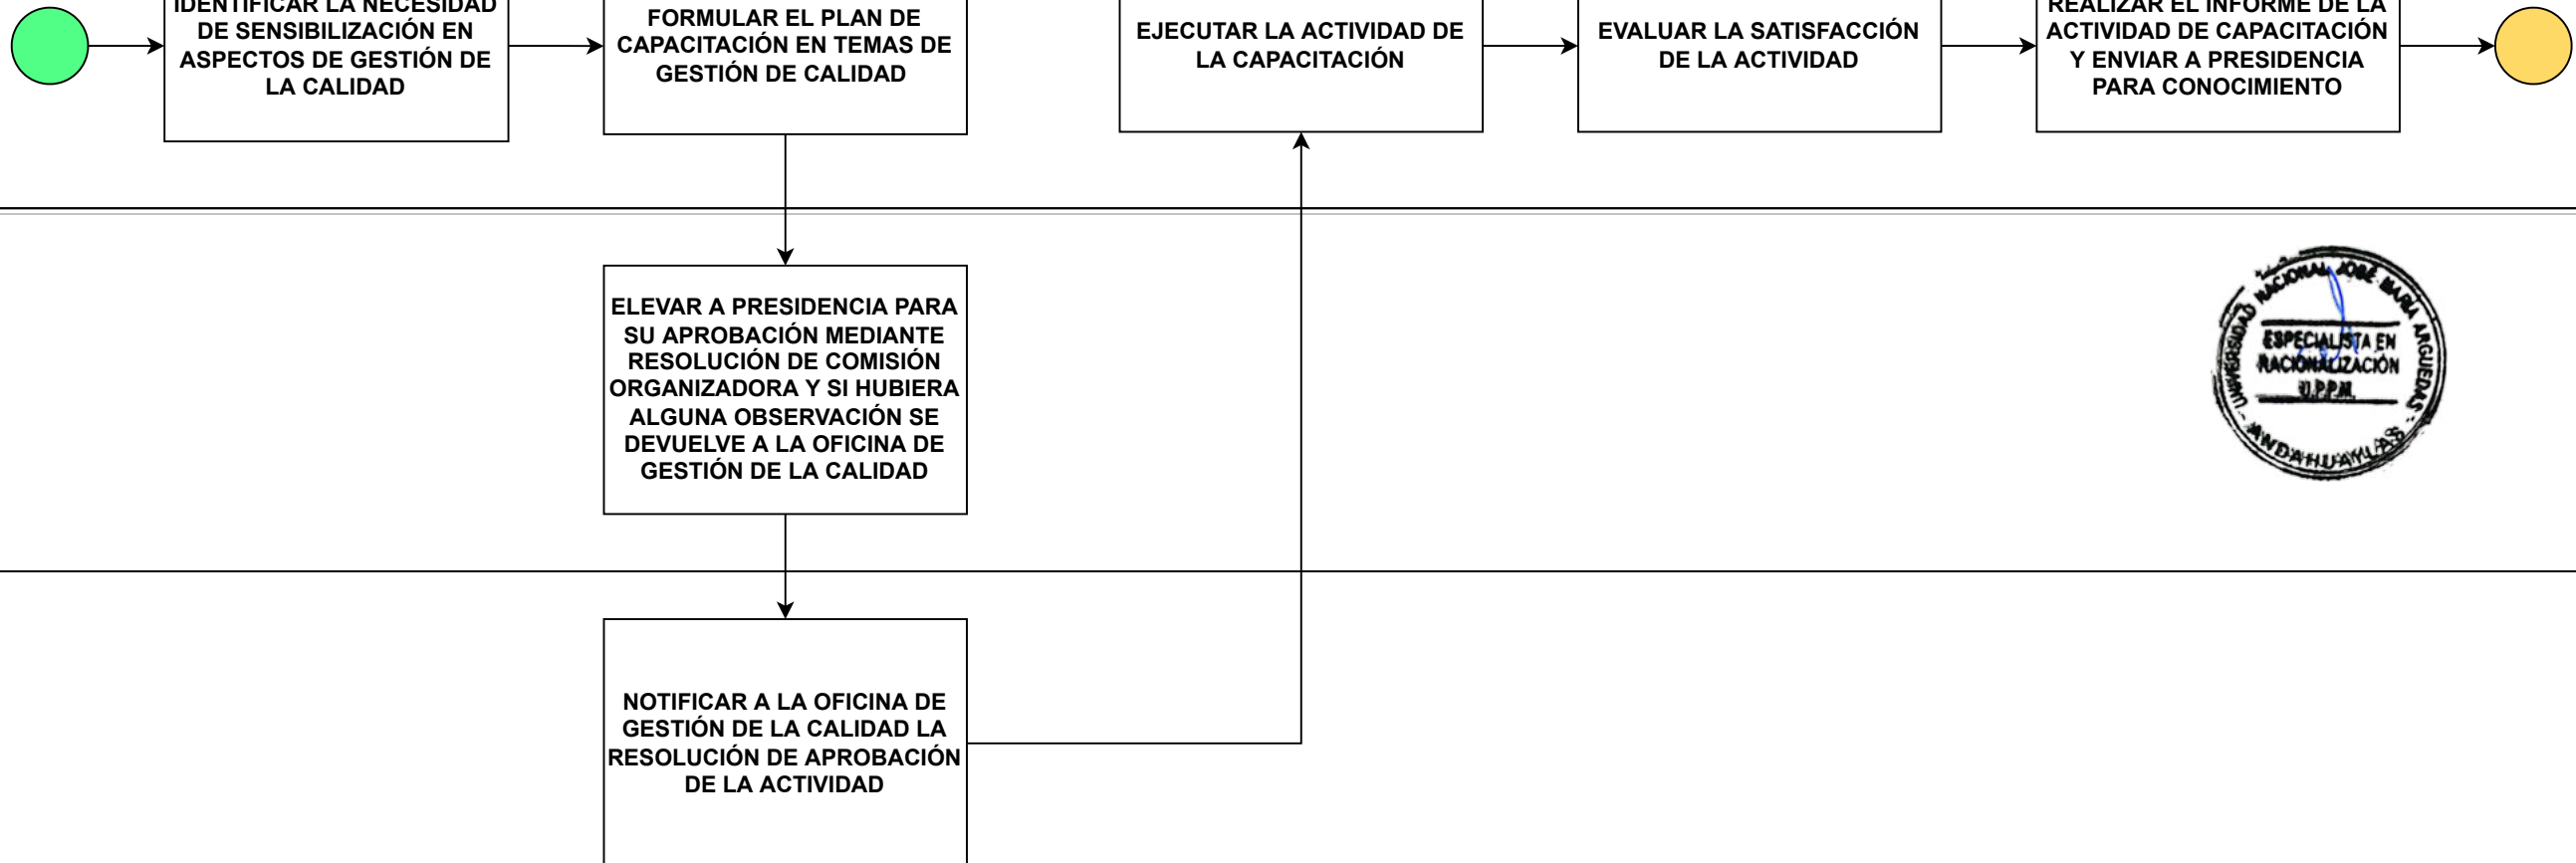 IDENTIFICAR LA NECESIDAD
DE SENSIBILIZACIÓN EN
ASPECTOS DE GESTIÓN DE
LA CALIDAD
FORMULAR EL PLAN DE
CAPACITACIÓN EN TEMAS DE
GESTIÓN DE CALIDAD
EJECUTAR LA ACTIVIDAD DE
LA CAPACITACIÓN
EVALUAR LA SATISFACCIÓN
DE LA ACTIVIDAD
REALIZAR EL INFORME DE LA
ACTIVIDAD DE CAPACITACIÓN
Y ENVIAR A PRESIDENCIA
PARA CONOCIMIENTO
ELEVAR A PRESIDENCIA PARA
SU APROBACIÓN MEDIANTE
RESOLUCIÓN DE COMISIÓN
ORGANIZADORA Y SI HUBIERA
ALGUNA OBSERVACIÓN SE
DEVUELVE A LA OFICINA DE
GESTIÓN DE LA CALIDAD
UNIVERSIDAD NACIONAL JOSÉ MARÍA ARGUEDAS
ESPECIALISTA EN
RACIONALIZACIÓN
U.P.P.M.
- ANDAHUAYLAS -
NOTIFICAR A LA OFICINA DE
GESTIÓN DE LA CALIDAD LA
RESOLUCIÓN DE APROBACIÓN
DE LA ACTIVIDAD